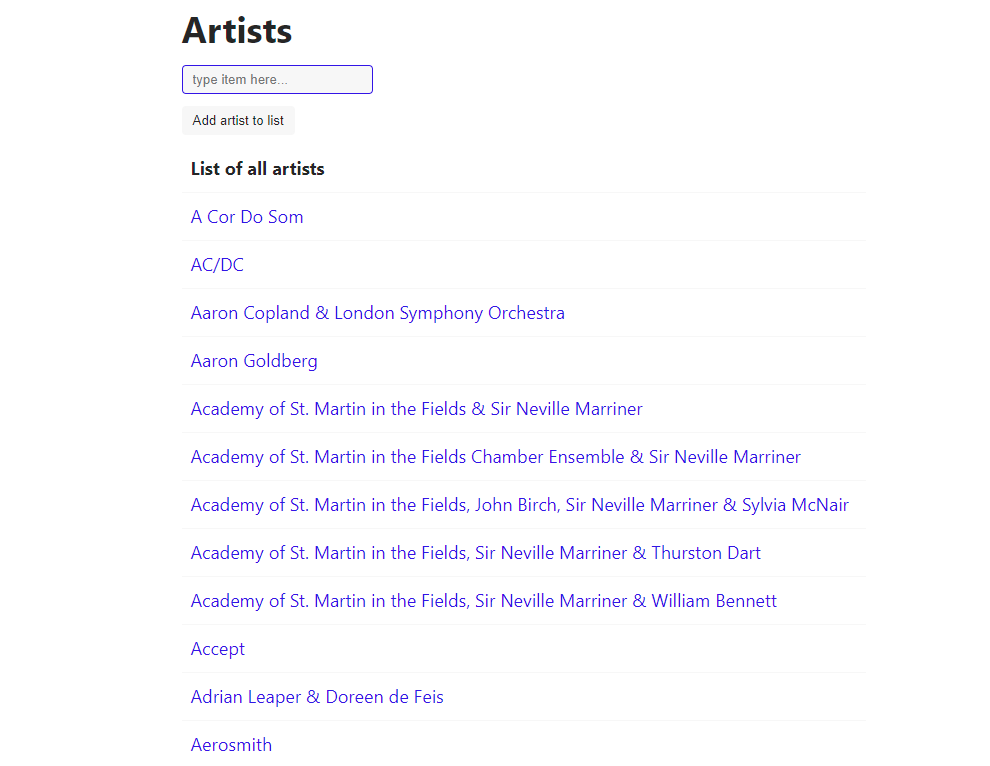 Artists
type item here...
Add artist to list
List of all artists
A Cor Do Som
AC/DC
Aaron Copland & London Symphony Orchestra
Aaron Goldberg
Academy of St. Martin in the Fields & Sir Neville Marriner
Academy of St. Martin in the Fields Chamber Ensemble & Sir Neville Marriner
Academy of St. Martin in the Fields, John Birch, Sir Neville Marriner & Sylvia McNair
Academy of St. Martin in the Fields, Sir Neville Marriner & Thurston Dart
Academy of St. Martin in the Fields, Sir Neville Marriner & William Bennett
Accept
Adrian Leaper & Doreen de Feis
Aerosmith